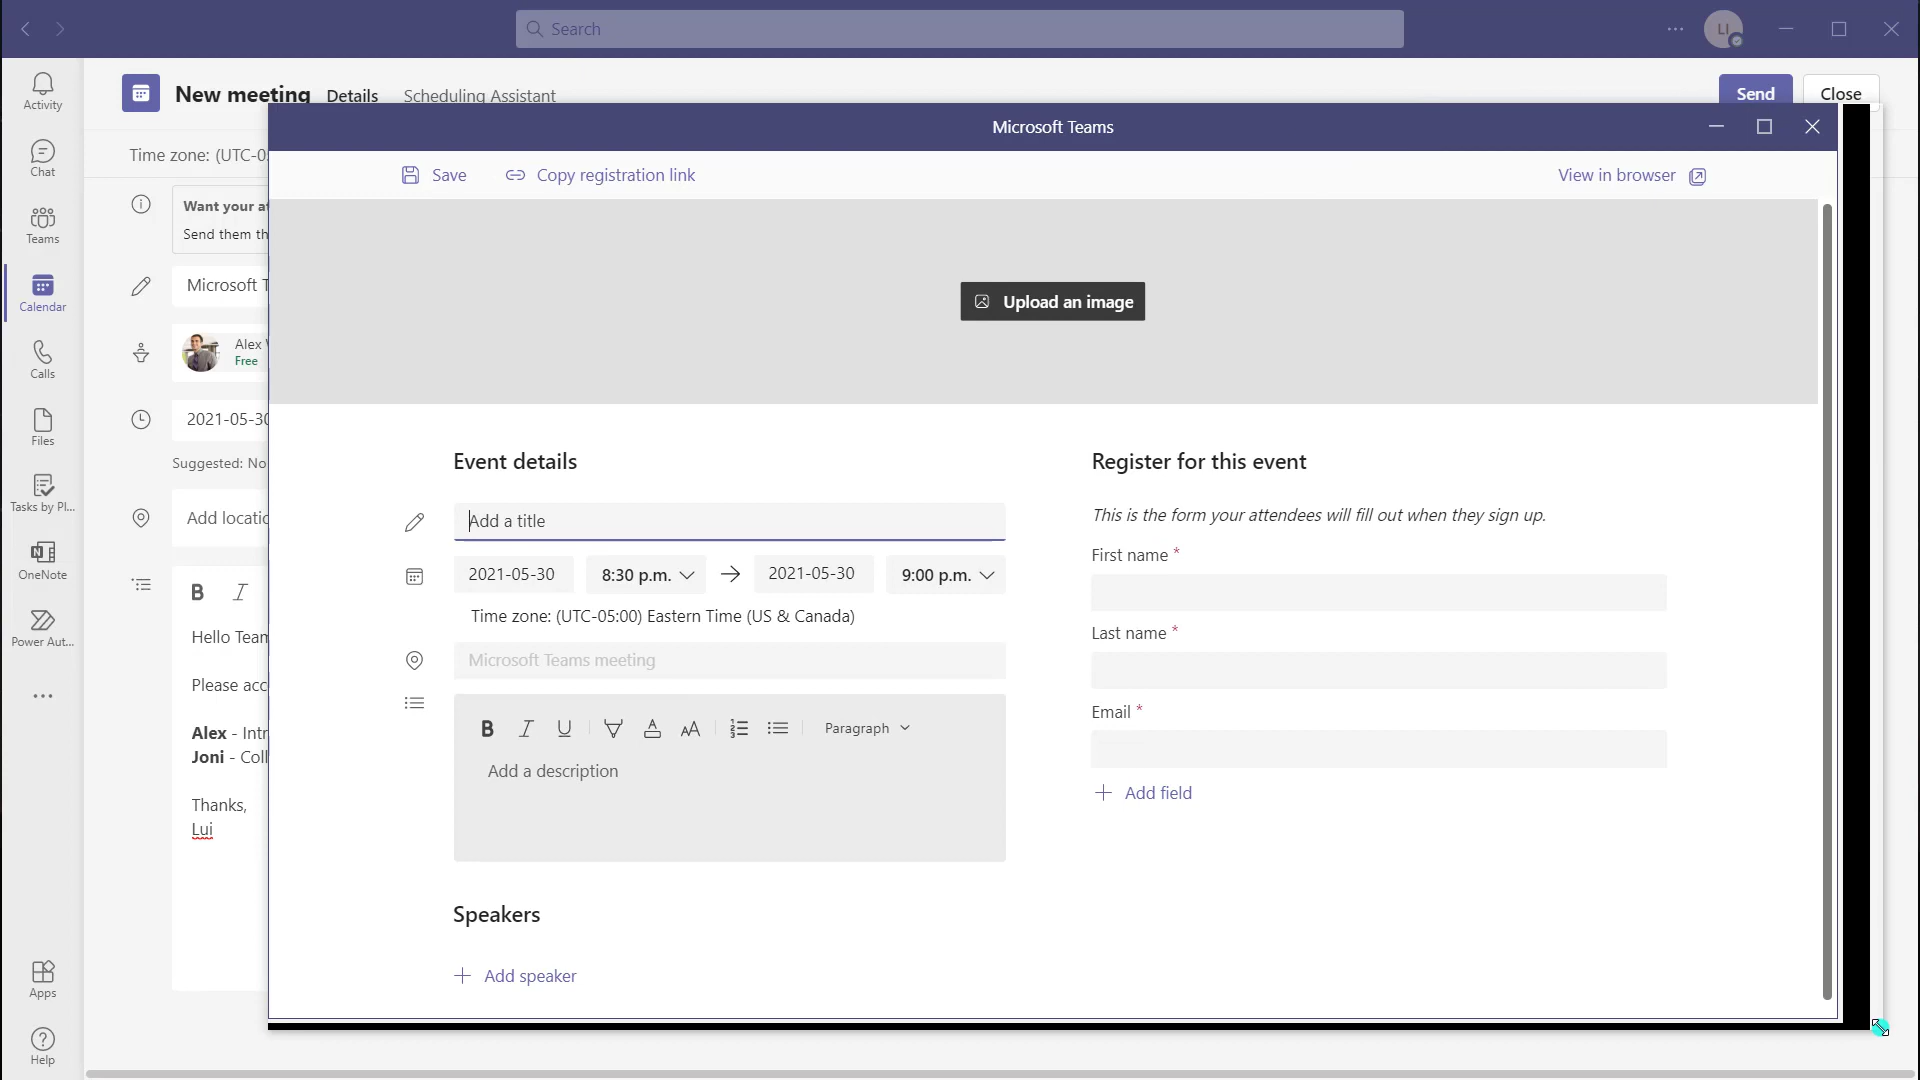 Search
LI
Activity
Chat
Teams
Calendar
Calls
Files
Tasks by Pl...
OneNote
Power Aut...
Apps
Help
New meeting Details Scheduling Assistant
Send Close
Time zone: (UTC-0
Want your a
Send them th
Microsoft T
Alex
Free
2021-05-30
Suggested: No
Add locatio
B I
Hello Team
Please acc
Alex - Intr
Joni - Coll
Thanks,
Lui
Microsoft Teams
Save Copy registration link View in browser
Upload an image
Event details
Add a title
2021-05-30 8:30 p.m. → 2021-05-30 9:00 p.m.
Time zone: (UTC-05:00) Eastern Time (US & Canada)
Microsoft Teams meeting
B I U A AA Paragraph
Add a description
Speakers
+ Add speaker
Register for this event
This is the form your attendees will fill out when they sign up.
First name *
Last name *
Email *
+ Add field